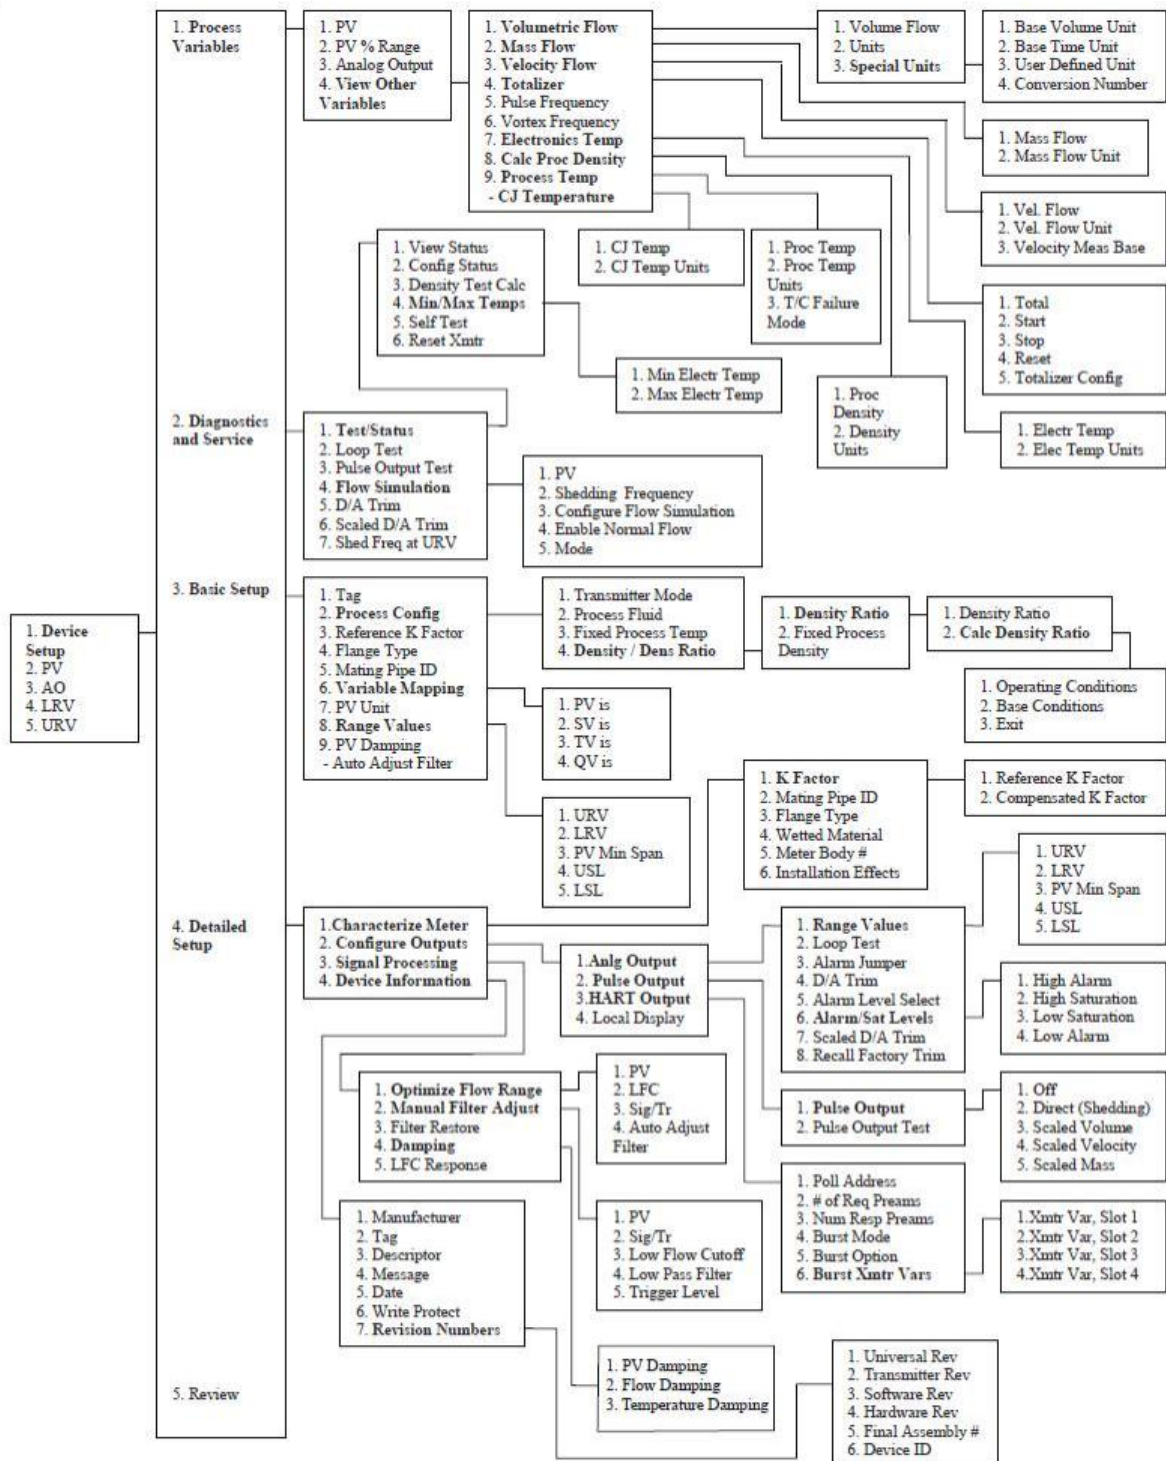 1. Device
Setup
2. PV
3. AO
4. LRV
5. URV
1. Process
Variables
2. Diagnostics
and Service
3. Basic Setup
4. Detailed
Setup
5. Review
1. PV
2. PV % Range
3. Analog Output
4. View Other
Variables
1. Volumetric Flow
2. Mass Flow
3. Velocity Flow
4. Totalizer
5. Pulse Frequency
6. Vortex Frequency
7. Electronics Temp
8. Calc Proc Density
9. Process Temp
- CJ Temperature
1. Volume Flow
2. Units
3. Special Units
1. Base Volume Unit
2. Base Time Unit
3. User Defined Unit
4. Conversion Number
1. Mass Flow
2. Mass Flow Unit
1. Vel. Flow
2. Vel. Flow Unit
3. Velocity Meas Base
1. Total
2. Start
3. Stop
4. Reset
5. Totalizer Config
1. Electr Temp
2. Elec Temp Units
1. Proc
Density
2. Density
Units
1. Proc Temp
2. Proc Temp
Units
3. T/C Failure
Mode
1. CJ Temp
2. CJ Temp Units
1. View Status
2. Config Status
3. Density Test Calc
4. Min/Max Temps
5. Self Test
6. Reset Xmtr
1. Min Electr Temp
2. Max Electr Temp
1. Test/Status
2. Loop Test
3. Pulse Output Test
4. Flow Simulation
5. D/A Trim
6. Scaled D/A Trim
7. Shed Freq at URV
1. PV
2. Shedding Frequency
3. Configure Flow Simulation
4. Enable Normal Flow
5. Mode
1. Tag
2. Process Config
3. Reference K Factor
4. Flange Type
5. Mating Pipe ID
6. Variable Mapping
7. PV Unit
8. Range Values
9. PV Damping
- Auto Adjust Filter
1. Transmitter Mode
2. Process Fluid
3. Fixed Process Temp
4. Density / Dens Ratio
1. Density Ratio
2. Fixed Process
Density
1. Density Ratio
2. Calc Density Ratio
1. Operating Conditions
2. Base Conditions
3. Exit
1. PV is
2. SV is
3. TV is
4. QV is
1. URV
2. LRV
3. PV Min Span
4. USL
5. LSL
1.Characterize Meter
2. Configure Outputs
3. Signal Processing
4. Device Information
1. K Factor
2. Mating Pipe ID
3. Flange Type
4. Wetted Material
5. Meter Body #
6. Installation Effects
1. Reference K Factor
2. Compensated K Factor
1.Anlg Output
2. Pulse Output
3.HART Output
4. Local Display
1. Range Values
2. Loop Test
3. Alarm Jumper
4. D/A Trim
5. Alarm Level Select
6. Alarm/Sat Levels
7. Scaled D/A Trim
8. Recall Factory Trim
1. URV
2. LRV
3. PV Min Span
4. USL
5. LSL
1. High Alarm
2. High Saturation
3. Low Saturation
4. Low Alarm
1. Pulse Output
2. Pulse Output Test
1. Off
2. Direct (Shedding)
3. Scaled Volume
4. Scaled Velocity
5. Scaled Mass
1. Poll Address
2. # of Req Preams
3. Num Resp Preams
4. Burst Mode
5. Burst Option
6. Burst Xmtr Vars
1.Xmtr Var, Slot 1
2.Xmtr Var, Slot 2
3.Xmtr Var, Slot 3
4.Xmtr Var, Slot 4
1. Optimize Flow Range
2. Manual Filter Adjust
3. Filter Restore
4. Damping
5. LFC Response
1. PV
2. LFC
3. Sig/Tr
4. Auto Adjust
Filter
1. PV
2. Sig/Tr
3. Low Flow Cutoff
4. Low Pass Filter
5. Trigger Level
1. PV Damping
2. Flow Damping
3. Temperature Damping
1. Manufacturer
2. Tag
3. Descriptor
4. Message
5. Date
6. Write Protect
7. Revision Numbers
1. Universal Rev
2. Transmitter Rev
3. Software Rev
4. Hardware Rev
5. Final Assembly #
6. Device ID